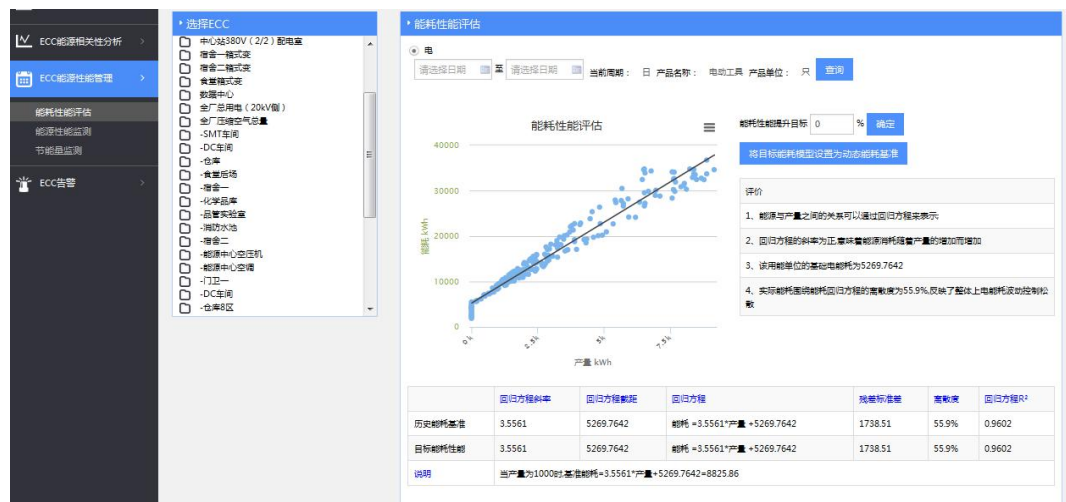 ECC能源相关性分析
ECC能源性能管理
能耗性能评估
能源性能监测
节能量监测
ECC告警
选择ECC
中心站380V（2/2）配电室
宿舍一箱式变
宿舍二箱式变
食堂箱式变
数据中心
全厂总用电（20kV侧）
全厂压缩空气总量
-SMT车间
-DC车间
-仓库
-食堂后场
-宿舍一
-化学品库
-品管实验室
-消防水池
-宿舍二
-能源中心空压机
-能源中心空调
-门卫一
-DC车间
-仓库8区
能耗性能评估
电
请选择日期 至 请选择日期 当前周期： 日 产品名称： 电动工具 产品单位： 只 查询
能耗性能评估
能耗 kWh
40000
30000
20000
10000
0
0 k
2.5k
5k
7.5k
产量 kWh
能耗性能提升目标 0 % 确定
将目标能耗模型设置为动态能耗基准
评价
1、能源与产量之间的关系可以通过回归方程来表示;
2、回归方程的斜率为正,意味着能源消耗随着产量的增加而增加
3、该用能单位的基础电能耗为5269.7642
4、实际能耗围绕能耗回归方程的离散度为55.9%,反映了整体上电能耗波动控制松
散
回归方程斜率 回归方程截距 回归方程 残差标准差 离散度 回归方程R²
历史能耗基准 3.5561 5269.7642 能耗 =3.5561*产量 +5269.7642 1738.51 55.9% 0.9602
目标能耗性能 3.5561 5269.7642 能耗 =3.5561*产量 +5269.7642 1738.51 55.9% 0.9602
说明 当产量为1000时,基准能耗=3.5561*产量+5269.7642=8825.86